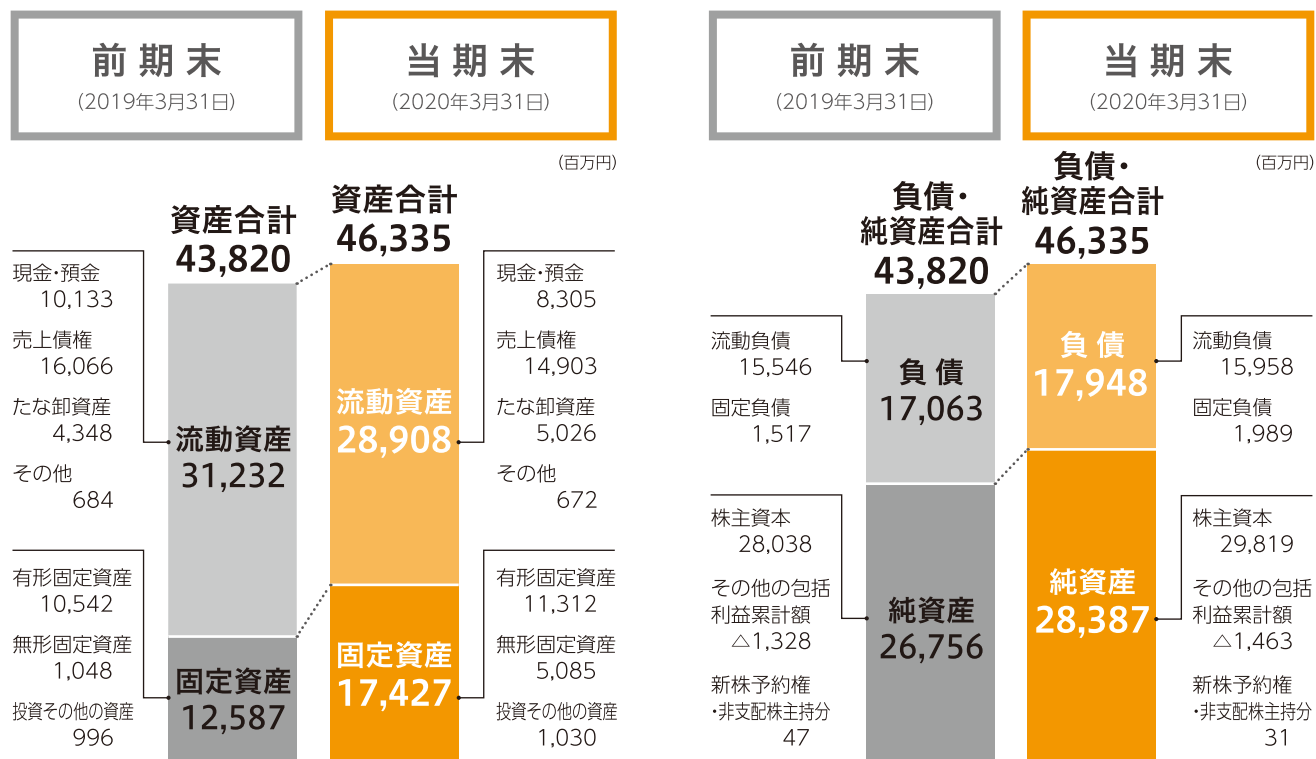 前期末
（2019年3月31日）
当期末
（2020年3月31日）
（百万円）
資産合計
43,820
資産合計
46,335
現金・預金
10,133
売上債権
16,066
たな卸資産
4,348
その他
684
有形固定資産
10,542
無形固定資産
1,048
投資その他の資産
996
流動資産
31,232
固定資産
12,587
流動資産
28,908
固定資産
17,427
現金・預金
8,305
売上債権
14,903
たな卸資産
5,026
その他
672
有形固定資産
11,312
無形固定資産
5,085
投資その他の資産
1,030
前期末
（2019年3月31日）
当期末
（2020年3月31日）
（百万円）
負債・
純資産合計
43,820
負債・
純資産合計
46,335
流動負債
15,546
固定負債
1,517
株主資本
28,038
その他の包括
利益累計額
△1,328
新株予約権
・非支配株主持分
47
負債
17,063
純資産
26,756
負債
17,948
純資産
28,387
流動負債
15,958
固定負債
1,989
株主資本
29,819
その他の包括
利益累計額
△1,463
新株予約権
・非支配株主持分
31